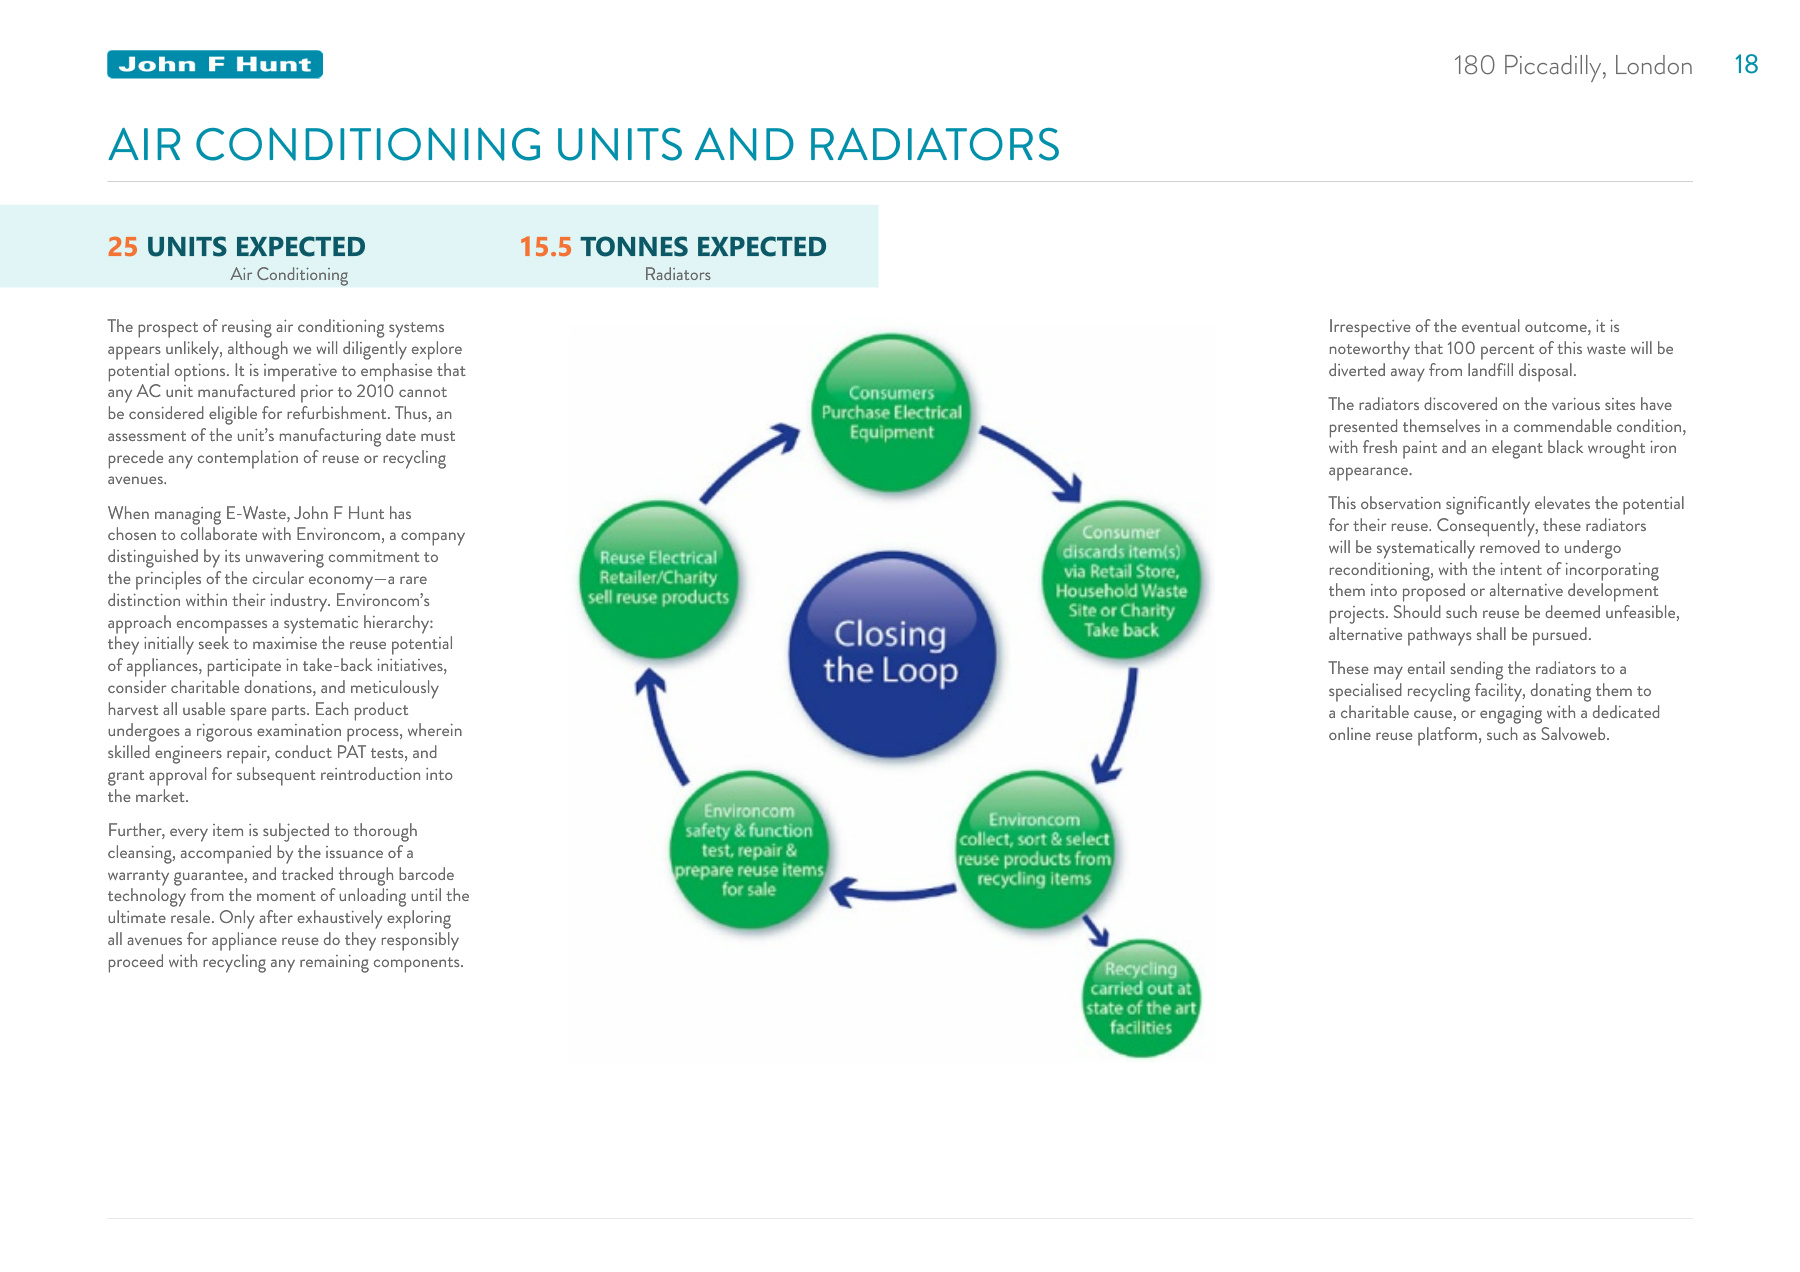 John F Hunt
180 Piccadilly, London
18
AIR CONDITIONING UNITS AND RADIATORS
25 UNITS EXPECTED
Air Conditioning
15.5 TONNES EXPECTED
Radiators
The prospect of reusing air conditioning systems
appears unlikely, although we will diligently explore
potential options. It is imperative to emphasise that
any AC unit manufactured prior to 2010 cannot
be considered eligible for refurbishment. Thus, an
assessment of the unit's manufacturing date must
precede any contemplation of reuse or recycling
avenues.
When managing E-Waste, John F Hunt has
chosen to collaborate with Environcom, a company
distinguished by its unwavering commitment to
the principles of the circular economy—a rare
distinction within their industry. Environcom's
approach encompasses a systematic hierarchy:
they initially seek to maximise the reuse potential
of appliances, participate in take-back initiatives,
consider charitable donations, and meticulously
harvest all usable spare parts. Each product
undergoes a rigorous examination process, wherein
skilled engineers repair, conduct PAT tests, and
grant approval for subsequent reintroduction into
the market.
Further, every item is subjected to thorough
cleansing, accompanied by the issuance of a
warranty guarantee, and tracked through barcode
technology from the moment of unloading until the
ultimate resale. Only after exhaustively exploring
all avenues for appliance reuse do they responsibly
proceed with recycling any remaining components.
Consumers
Purchase Electrical
Equipment
Consumer
discards item(s)
via Retail Store,
Household Waste
Site or Charity
Take back
Environcom
collect, sort & select
reuse products from
recycling items
Recycling
carried out at
state of the art
facilities
Environcom
safety & function
test, repair &
prepare reuse items
for sale
Reuse Electrical
Retailer/Charity
sell reuse products
Closing
the Loop
Irrespective of the eventual outcome, it is
noteworthy that 100 percent of this waste will be
diverted away from landfill disposal.
The radiators discovered on the various sites have
presented themselves in a commendable condition,
with fresh paint and an elegant black wrought iron
appearance.
This observation significantly elevates the potential
for their reuse. Consequently, these radiators
will be systematically removed to undergo
reconditioning, with the intent of incorporating
them into proposed or alternative development
projects. Should such reuse be deemed unfeasible,
alternative pathways shall be pursued.
These may entail sending the radiators to a
specialised recycling facility, donating them to
a charitable cause, or engaging with a dedicated
online reuse platform, such as Salvoweb.